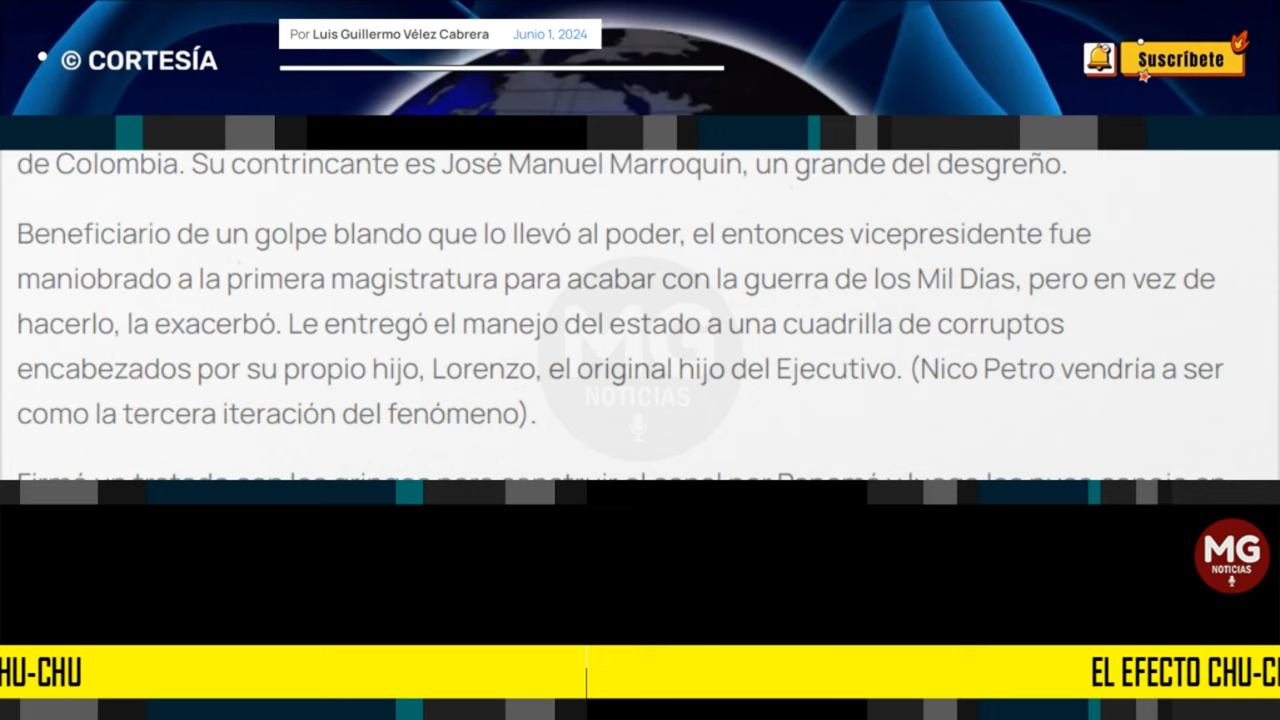 Por Luis Guillermo Vélez Cabrera Junio 1, 2024
© CORTESÍA
Suscríbete
de Colombia. Su contrincante es José Manuel Marroquín, un grande del desgreño.
Beneficiario de un golpe blando que lo llevó al poder, el entonces vicepresidente fue
maniobrado a la primera magistratura para acabar con la guerra de los Mil Días, pero en vez de
hacerlo, la exacerbó. Le entregó el manejo del estado a una cuadrilla de corruptos
encabezados por su propio hijo, Lorenzo, el original hijo del Ejecutivo. (Nico Petro vendría a ser
como la tercera iteración del fenómeno).
MG
NOTICIAS
MG
NOTICIAS
HU-CHU
EL EFECTO CHU-C